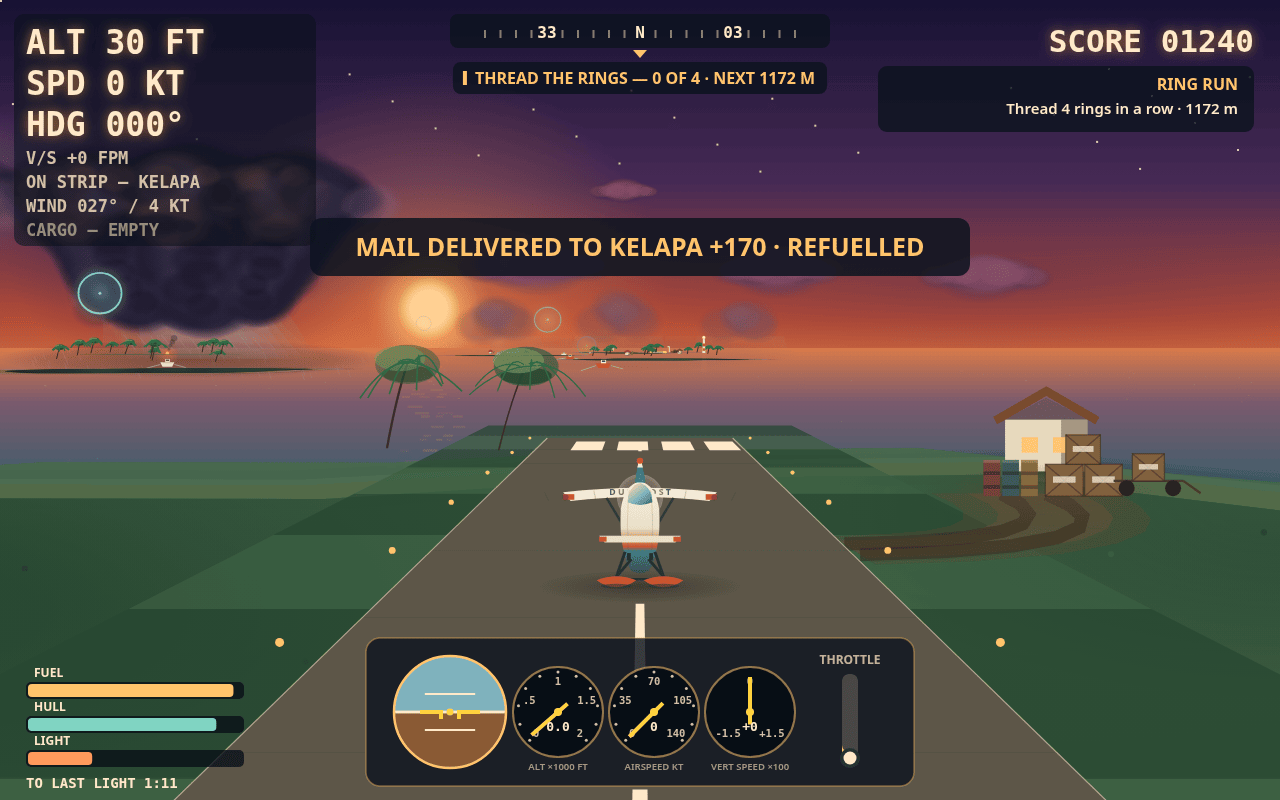 ALT 30 FT
SPD 0 KT
HDG 000°
V/S +0 FPM
ON STRIP — KELAPA
WIND 027° / 4 KT
CARGO — EMPTY
33 N 03
THREAD THE RINGS — 0 OF 4 · NEXT 1172 M
SCORE 01240
RING RUN
Thread 4 rings in a row · 1172 m
MAIL DELIVERED TO KELAPA +170 · REFUELLED
FUEL
HULL
LIGHT
TO LAST LIGHT 1:11
.5 1 1.5 2
0.0
ALT ×1000 FT
35 70 105 140
0
AIRSPEED KT
-1.5 +1.5
+0
VERT SPEED ×100
THROTTLE